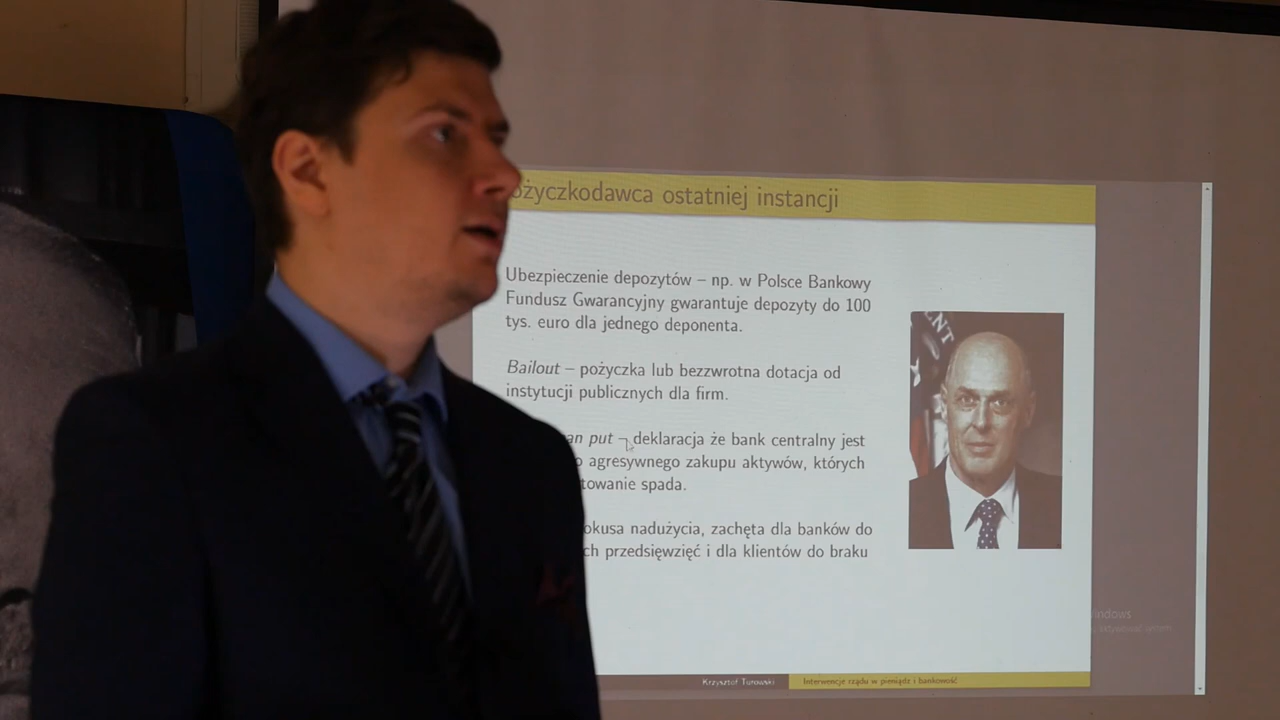 ożyczkodawca ostatniej instancji
Ubezpieczenie depozytów – np. w Polsce Bankowy
Fundusz Gwarancyjny gwarantuje depozyty do 100
tys. euro dla jednego deponenta.
Bailout – pożyczka lub bezzwrotna dotacja od
instytucji publicznych dla firm.
an put – deklaracja że bank centralny jest
o agresywnego zakupu aktywów, których
towanie spada.
okusa nadużycia, zachęta dla banków do
ch przedsięwzięć i dla klientów do braku
ENT
indows
Krzysztof Turowski
Interwencje rządu w pieniądz i bankowość